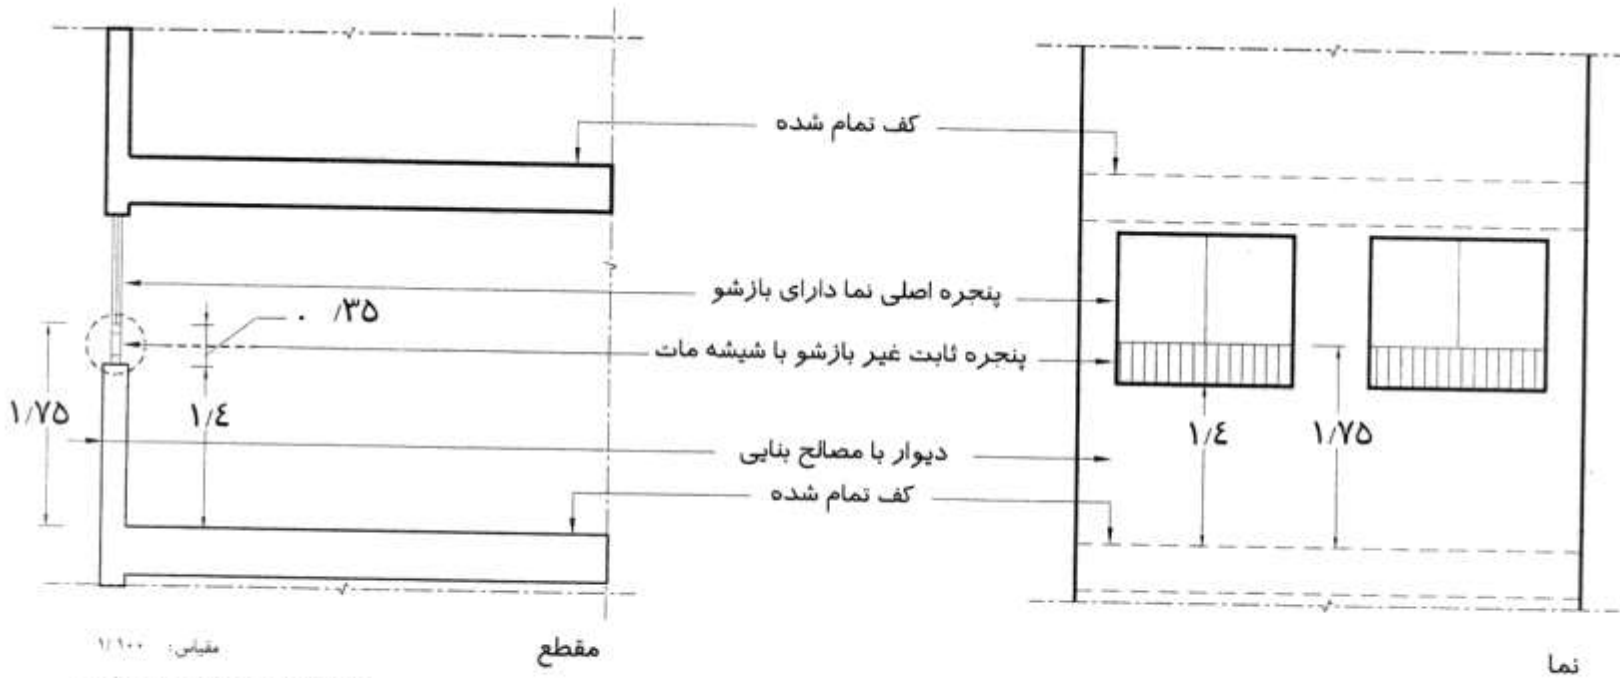 کف تمام شده
پنجره اصلی نما دارای بازشو
۰/۳۵
پنجره ثابت غیر بازشو با شیشه مات
۱/۷۵
۱/٤
۱/٤
۱/۷۵
دیوار با مصالح بنایی
کف تمام شده
مقیاس: ۱/۱۰۰
مقطع
نما